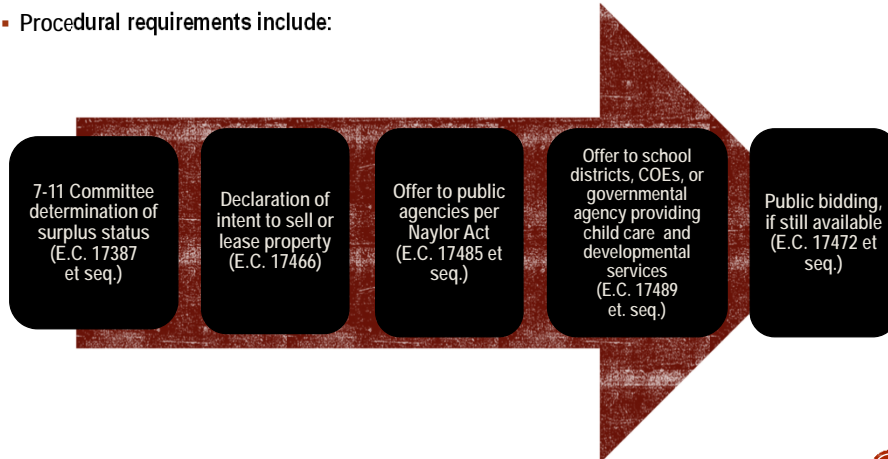 ▪ Procedural requirements include:
7-11 Committee
determination of
surplus status
(E.C. 17387
et seq.)
Declaration of
intent to sell or
lease property
(E.C. 17466)
Offer to public
agencies per
Naylor Act
(E.C. 17485 et
seq.)
Offer to school
districts, COEs, or
governmental
agency providing
child care and
developmental
services
(E.C. 17489
et. seq.)
Public bidding,
if still available
(E.C. 17472 et
seq.)